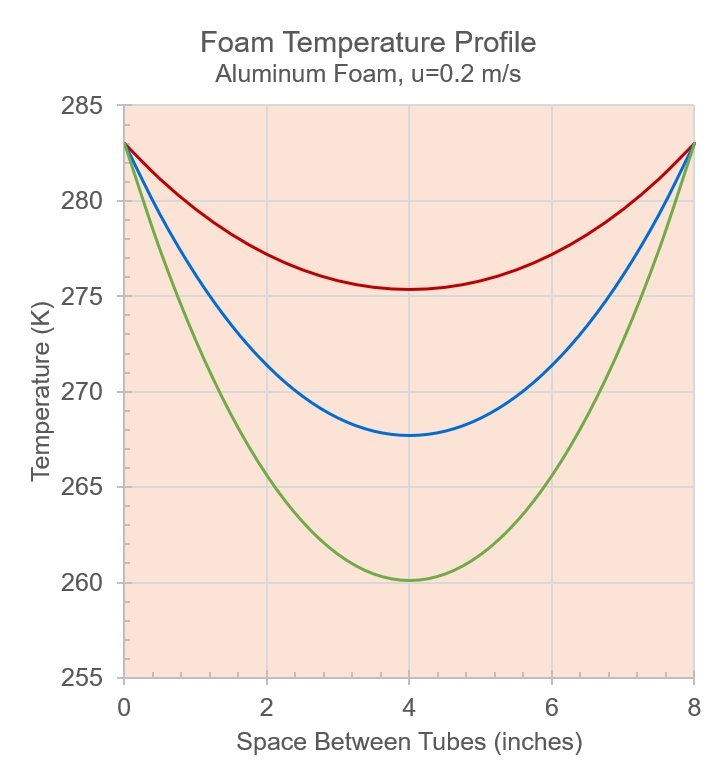 Foam Temperature Profile
Aluminum Foam, u=0.2 m/s
Temperature (K)
285
280
275
270
265
260
255
0 2 4 6 8
Space Between Tubes (inches)